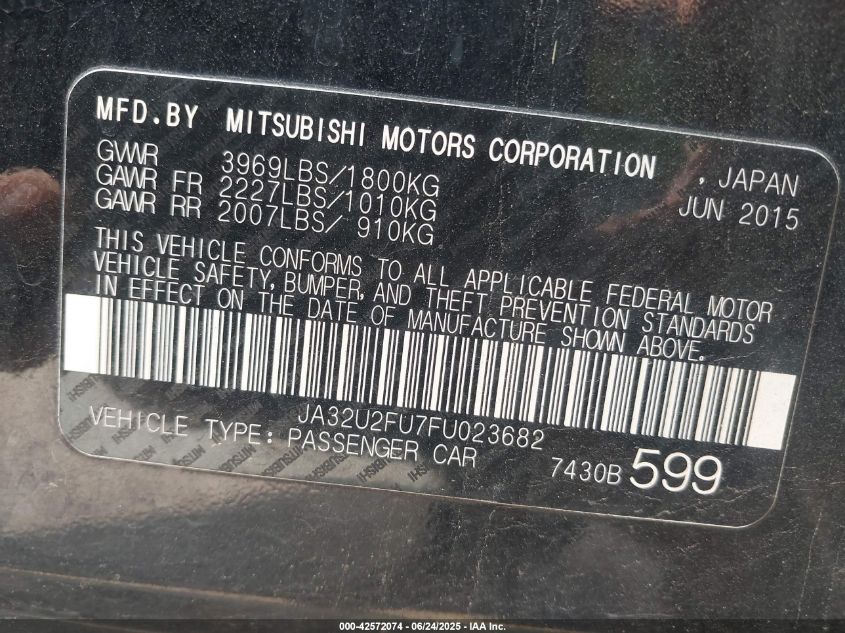 MFD.BY MITSUBISHI MOTORS CORPORATION, JAPAN
GVWR 3969LBS/1800KG JUN 2015
GAWR FR 2227LBS/1010KG
GAWR RR 2007LBS/ 910KG
THIS VEHICLE CONFORMS TO ALL APPLICABLE FEDERAL MOTOR
VEHICLE SAFETY, BUMPER, AND THEFT PREVENTION STANDARDS
IN EFFECT ON THE DATE OF MANUFACTURE SHOWN ABOVE.
JA32U2FU7FU023682
VEHICLE TYPE: PASSENGER CAR 7430B 599
000-42572074 - 06/24/2025 - IAA Inc.